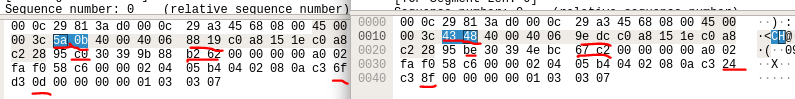 Sequence number: 0    (relative sequence number)
00 0c 29 81 3a d0 00 0c  29 a3 45 68 08 00 45 00
00 3c 5a 0b 40 00 40 06  88 19 c0 a8 15 1e c0 a8
c2 28 95 c0 30 39 9b 88  b2 62 00 00 00 00 a0 02
fa f0 58 c6 00 00 02 04  05 b4 04 02 08 0a c3 6f
d3 0d 00 00 00 00 01 03  03 07
0000  00 0c 29 81 3a d0 00 0c  29 a3 45 68 08 00 45 00  ··)·:
0010  00 3c 43 48 40 00 40 06  9e dc c0 a8 15 1e c0 a8  ·<CH@
0020  c2 28 95 be 30 39 4e bc  67 c2 00 00 00 00 a0 02  ·(··09
0030  fa f0 58 c6 00 00 02 04  05 b4 04 02 08 0a c3 24  ··X··
0040  c3 8f 00 00 00 00 01 03  03 07